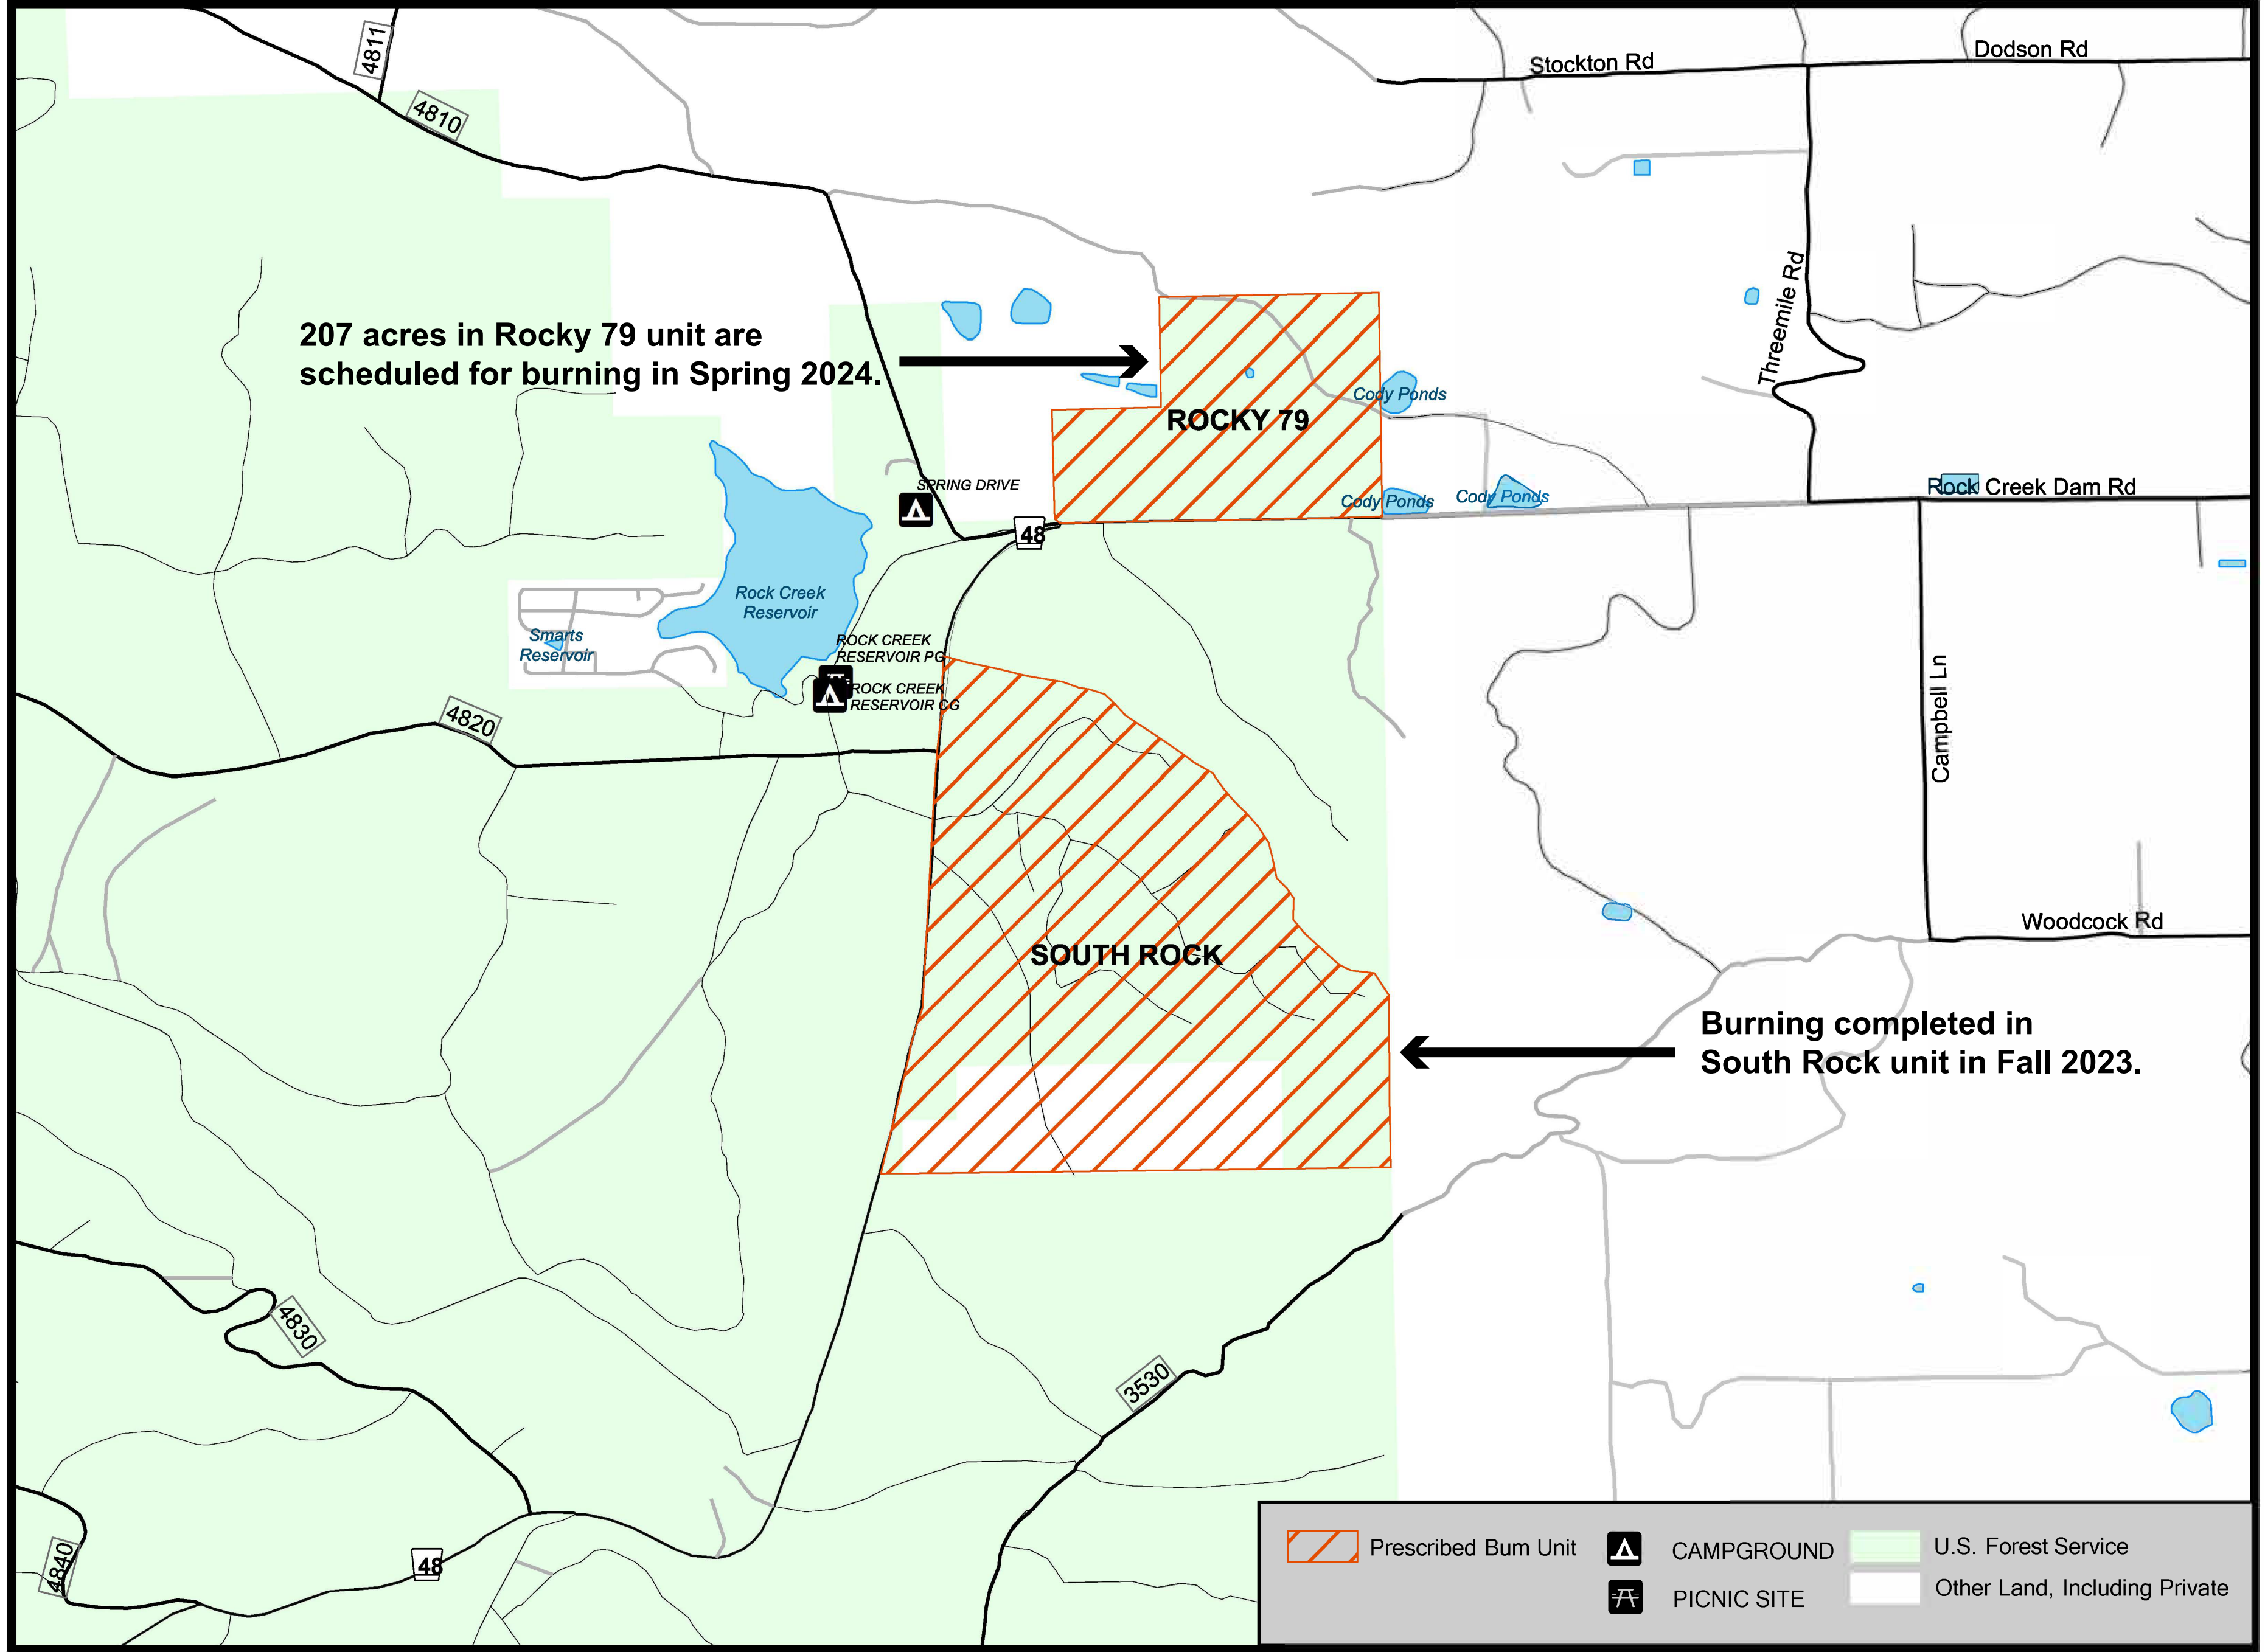 4811
4810
Stockton Rd
Dodson Rd
Threemile Rd
207 acres in Rocky 79 unit are
scheduled for burning in Spring 2024.
ROCKY 79
Cody Ponds
Cody Ponds
Cody Ponds
Rock Creek Dam Rd
SPRING DRIVE
48
Rock Creek
Reservoir
Smarts
Reservoir
ROCK CREEK
RESERVOIR PG
ROCK CREEK
RESERVOIR CG
4820
Campbell Ln
Woodcock Rd
SOUTH ROCK
Burning completed in
South Rock unit in Fall 2023.
4830
3530
4840
48
Prescribed Bum Unit
CAMPGROUND
PICNIC SITE
U.S. Forest Service
Other Land, Including Private